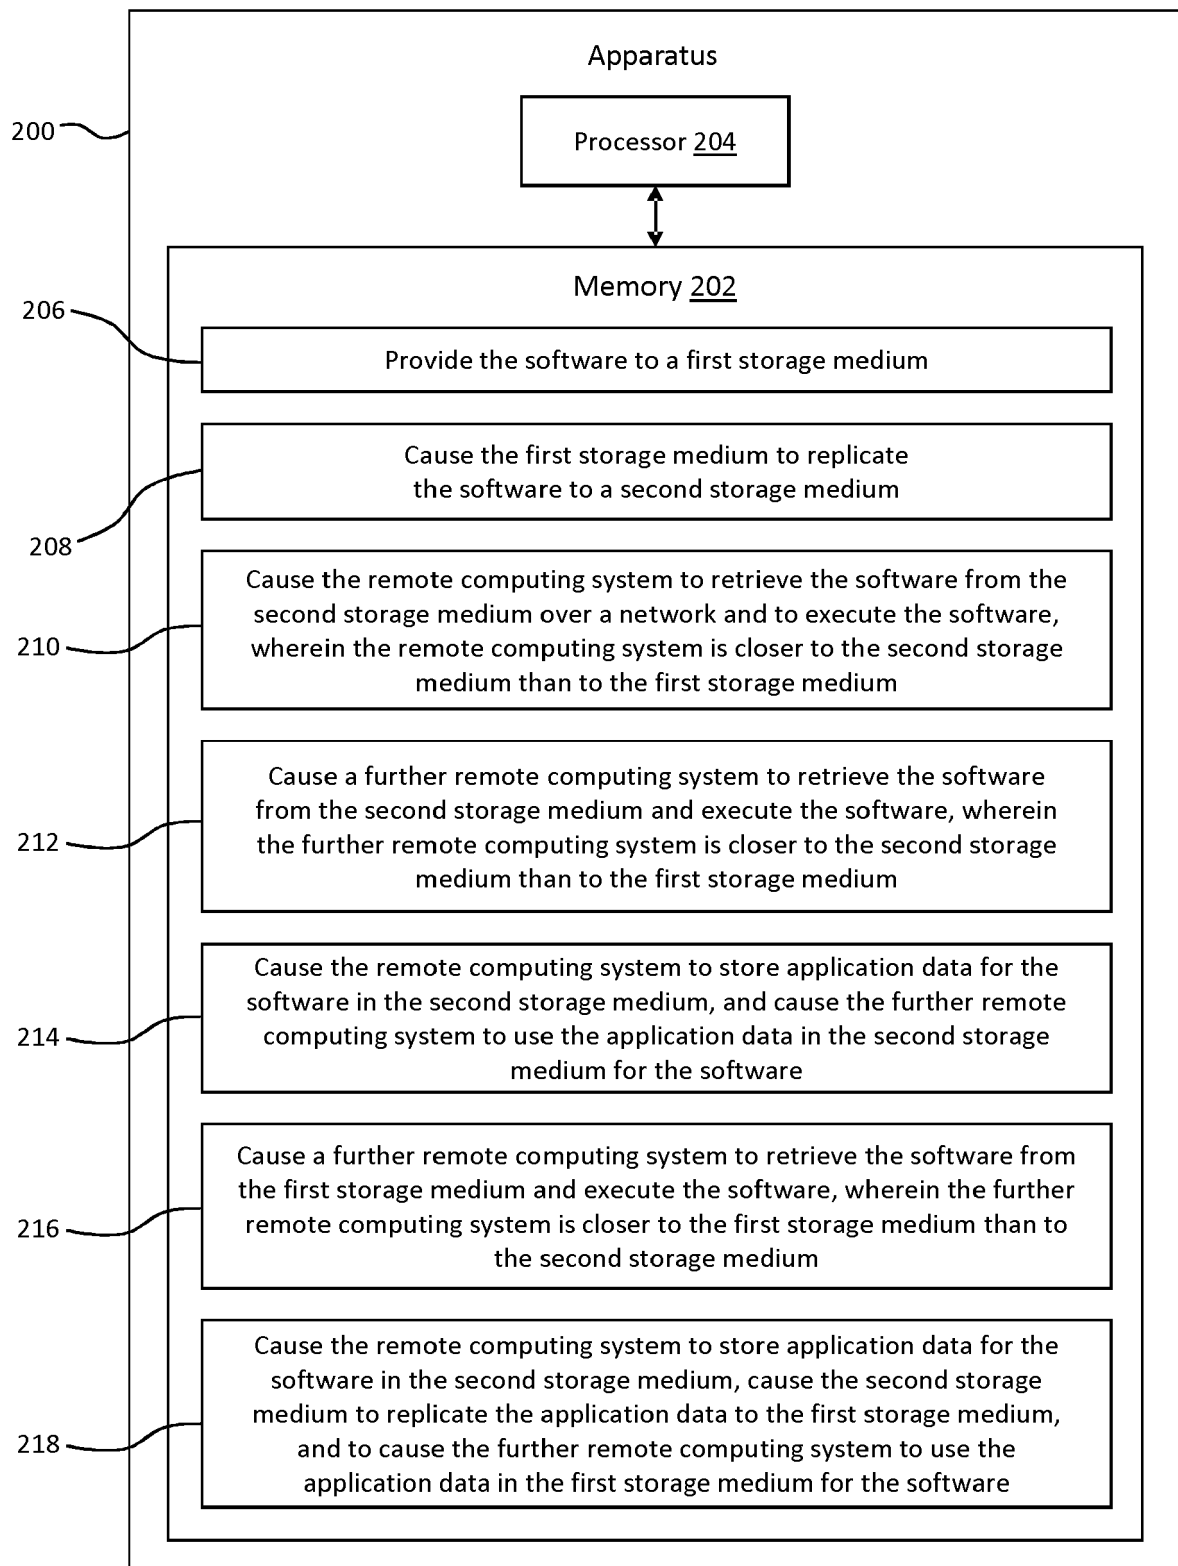 Apparatus
200
Processor 204
Memory 202
206
Provide the software to a first storage medium
Cause the first storage medium to replicate
the software to a second storage medium
208
Cause the remote computing system to retrieve the software from the
second storage medium over a network and to execute the software,
wherein the remote computing system is closer to the second storage
medium than to the first storage medium
210
Cause a further remote computing system to retrieve the software
from the second storage medium and execute the software, wherein
the further remote computing system is closer to the second storage
medium than to the first storage medium
212
Cause the remote computing system to store application data for the
software in the second storage medium, and cause the further remote
computing system to use the application data in the second storage
medium for the software
214
Cause a further remote computing system to retrieve the software from
the first storage medium and execute the software, wherein the further
remote computing system is closer to the first storage medium than to
the second storage medium
216
Cause the remote computing system to store application data for the
software in the second storage medium, cause the second storage
medium to replicate the application data to the first storage medium,
and to cause the further remote computing system to use the
application data in the first storage medium for the software
218